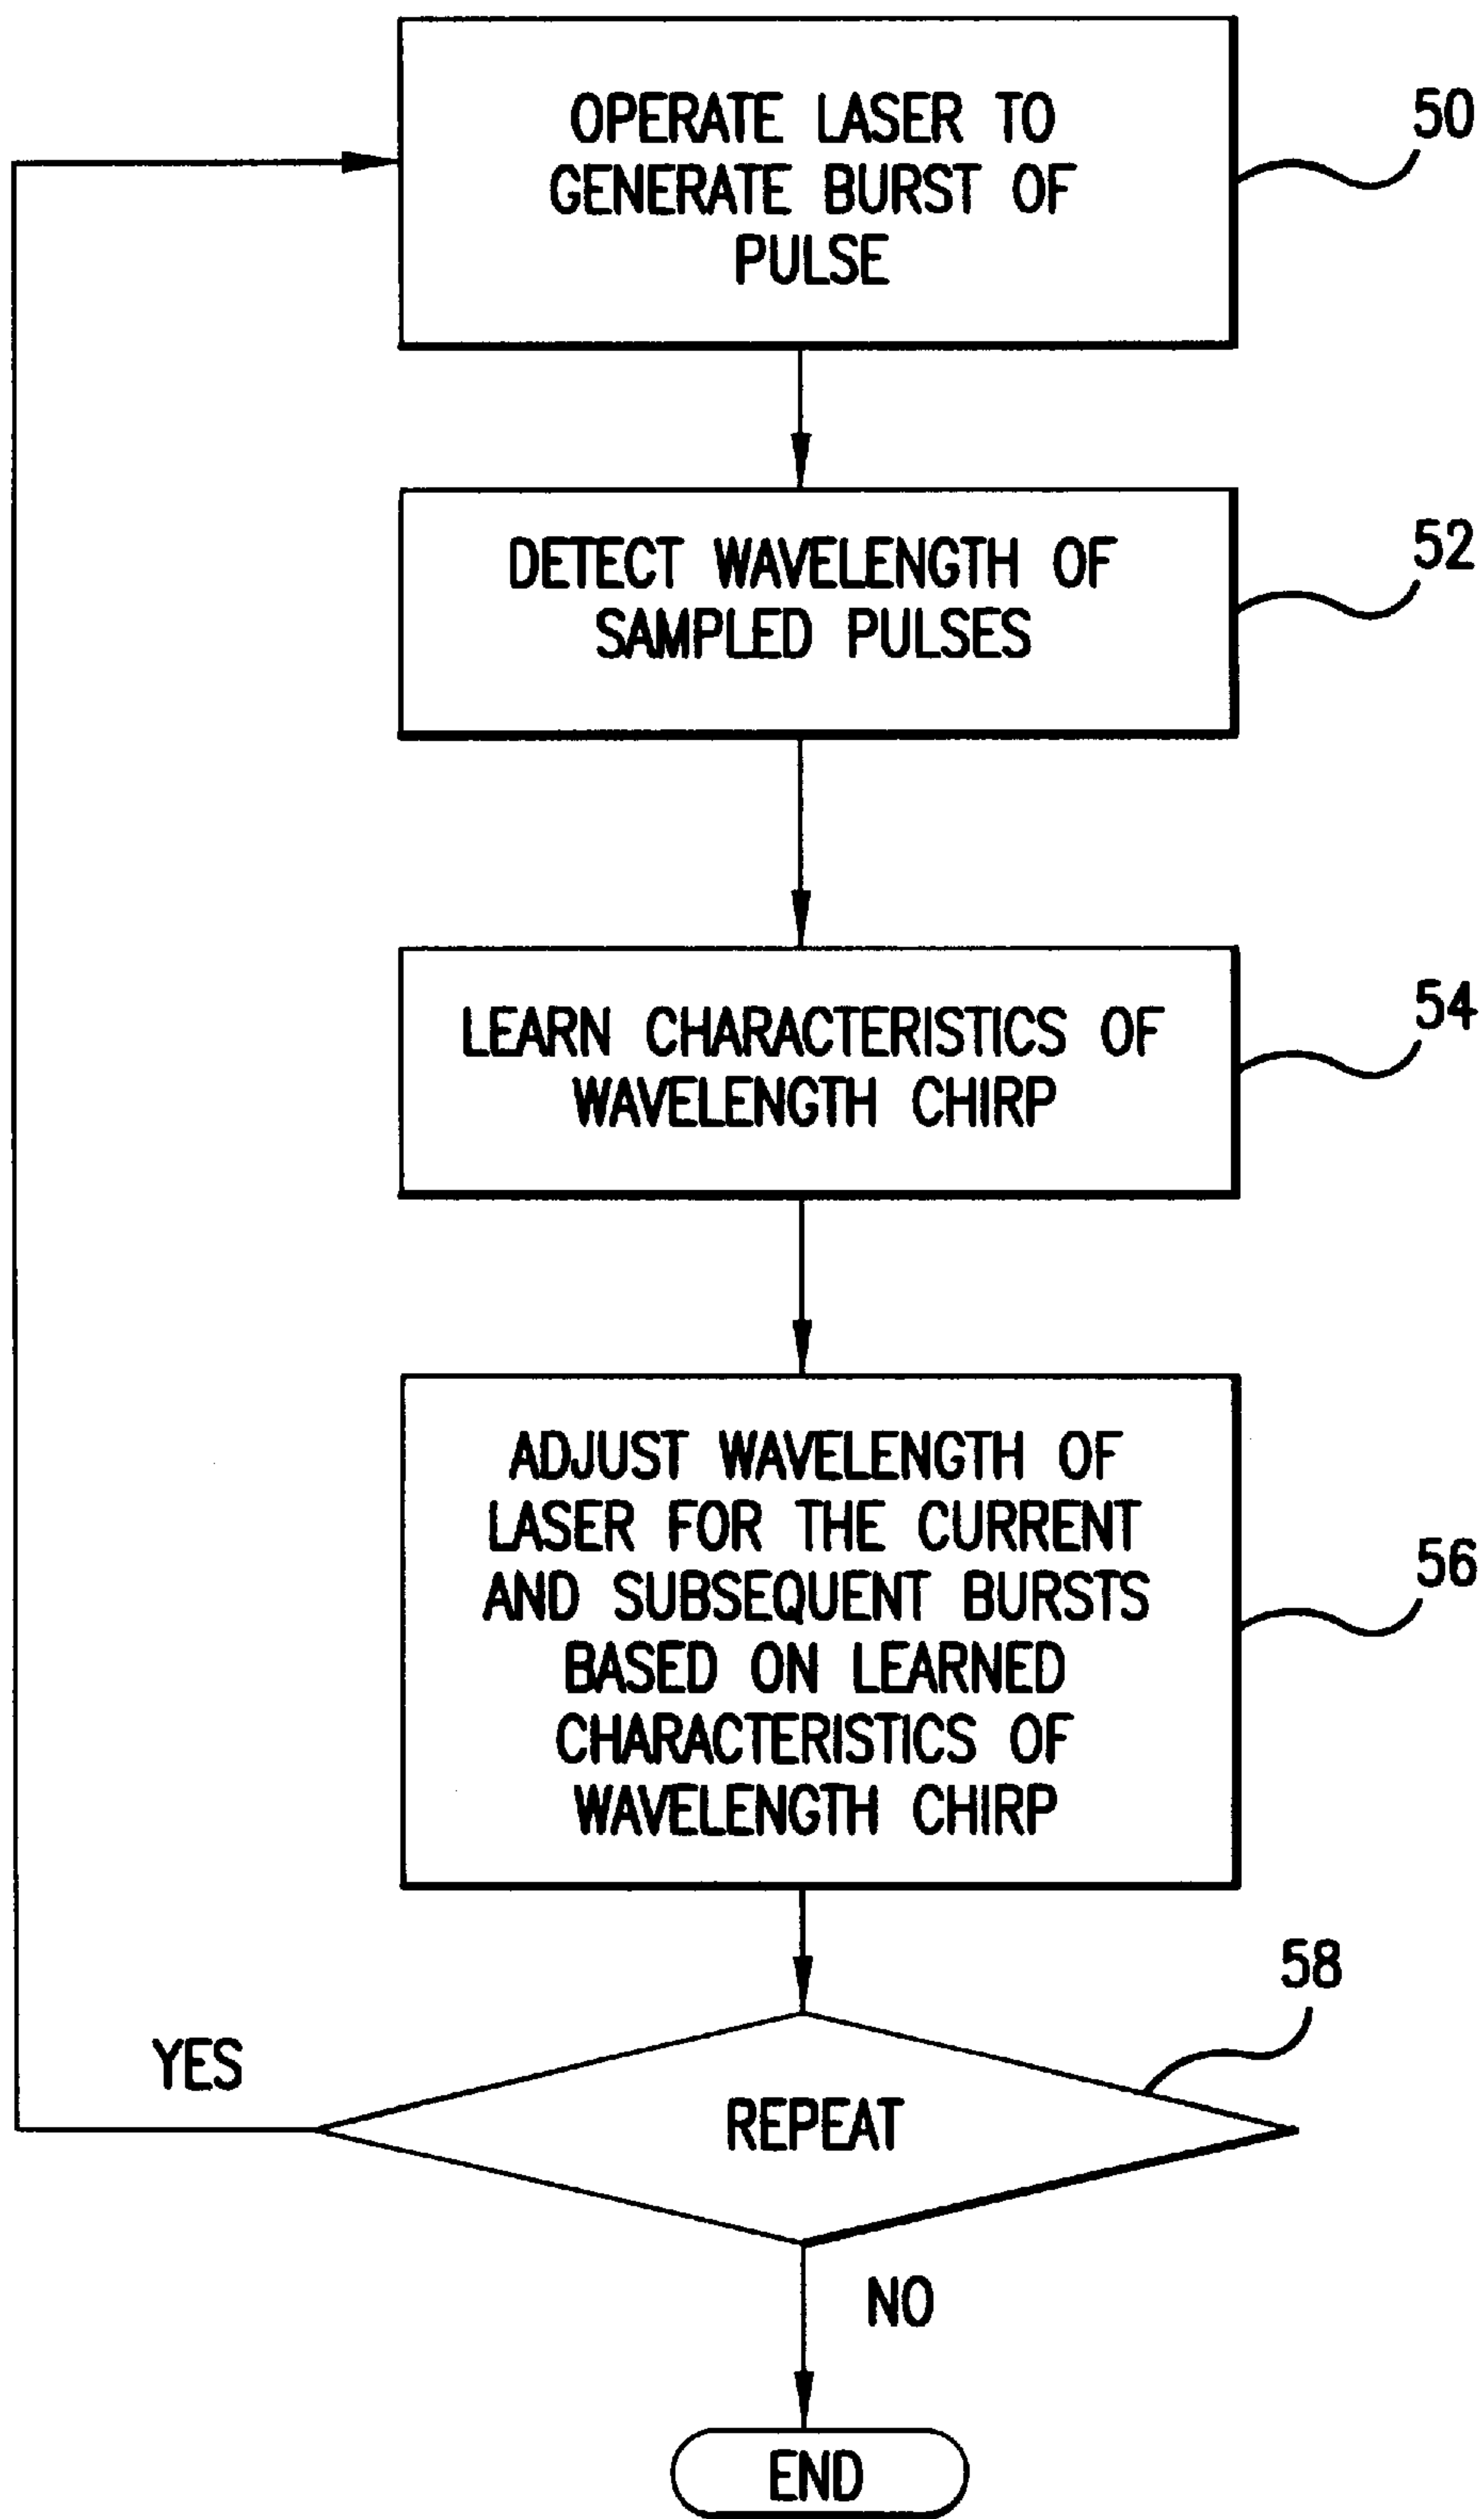 OPERATE LASER TO
GENERATE BURST OF
PULSE
50
DETECT WAVELENGTH OF
SAMPLED PULSES
52
LEARN CHARACTERISTICS OF
WAVELENGTH CHIRP
54
ADJUST WAVELENGTH OF
LASER FOR THE CURRENT
AND SUBSEQUENT BURSTS
BASED ON LEARNED
CHARACTERISTICS OF
WAVELENGTH CHIRP
56
58
YES
REPEAT
NO
END